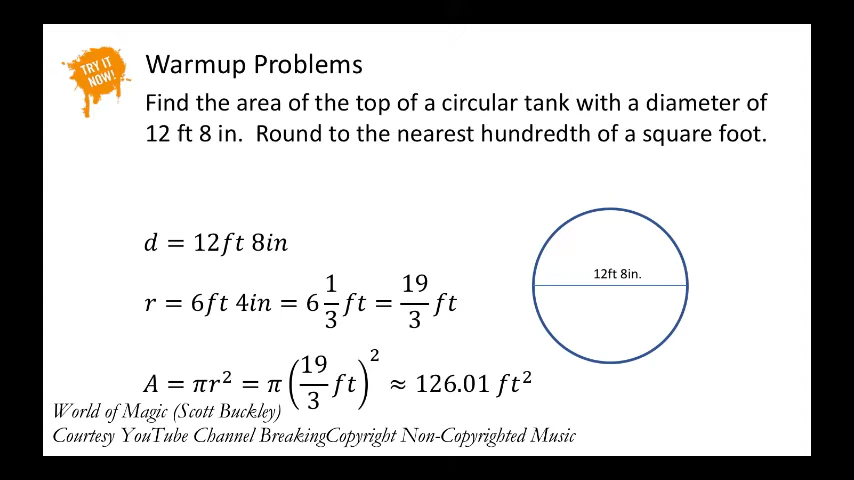 TRY IT
NOW!
Warmup Problems
Find the area of the top of a circular tank with a diameter of
12 ft 8 in.  Round to the nearest hundredth of a square foot.
d = 12ft 8in
12ft 8in.
r = 6ft 4in = 6 1/3 ft = 19/3 ft
A = πr² = π(19/3 ft)² ≈ 126.01 ft²
World of Magic (Scott Buckley)
Courtesy YouTube Channel BreakingCopyright Non-Copyrighted Music